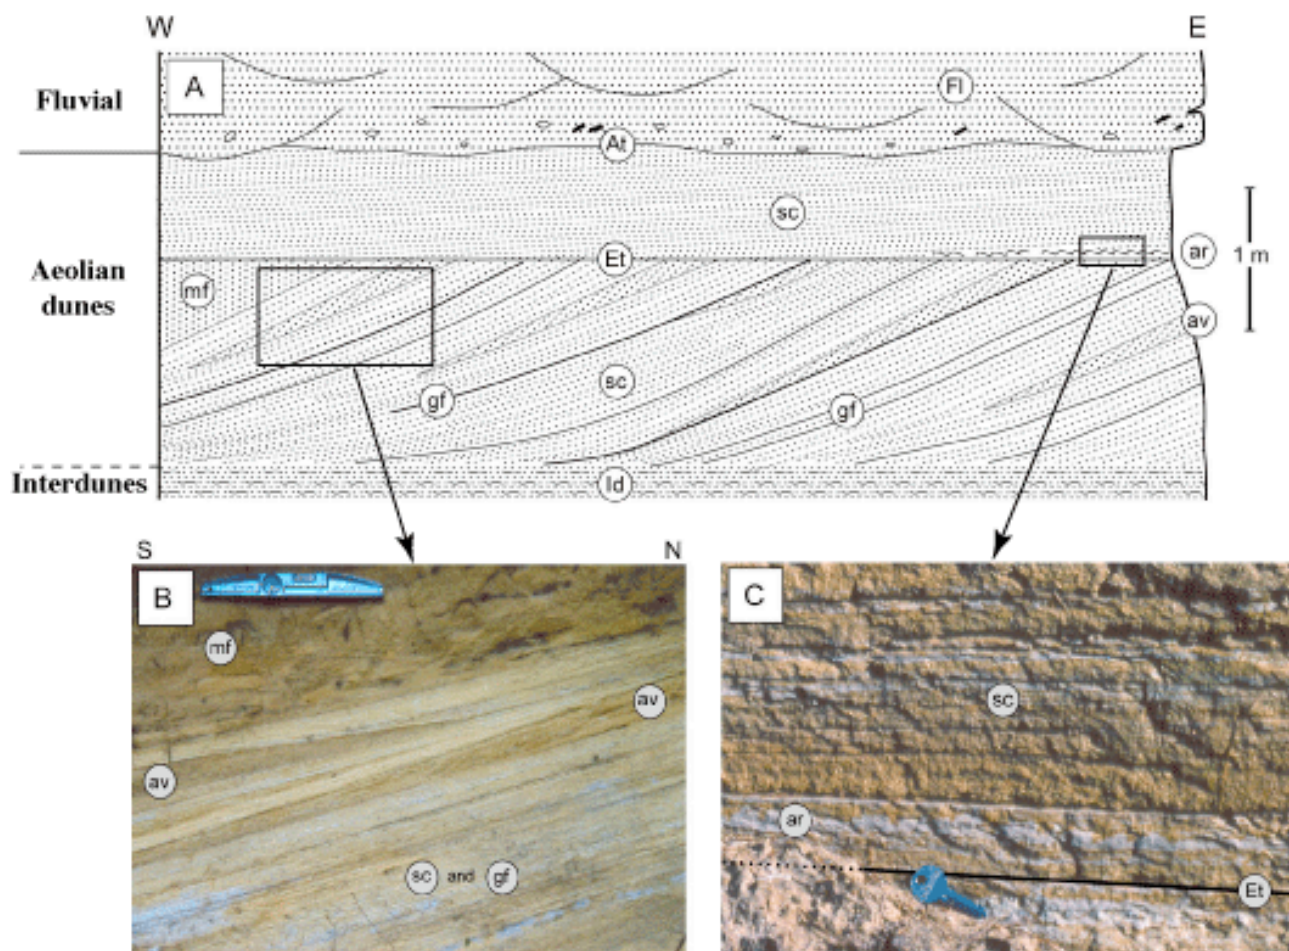 W
E
A
Fluvial
Fl
At
sc
Aeolian
dunes
Et
ar
1 m
mf
av
sc
gf
gf
Interdunes
Id
S
N
B
mf
av
av
sc and gf
C
sc
ar
Et